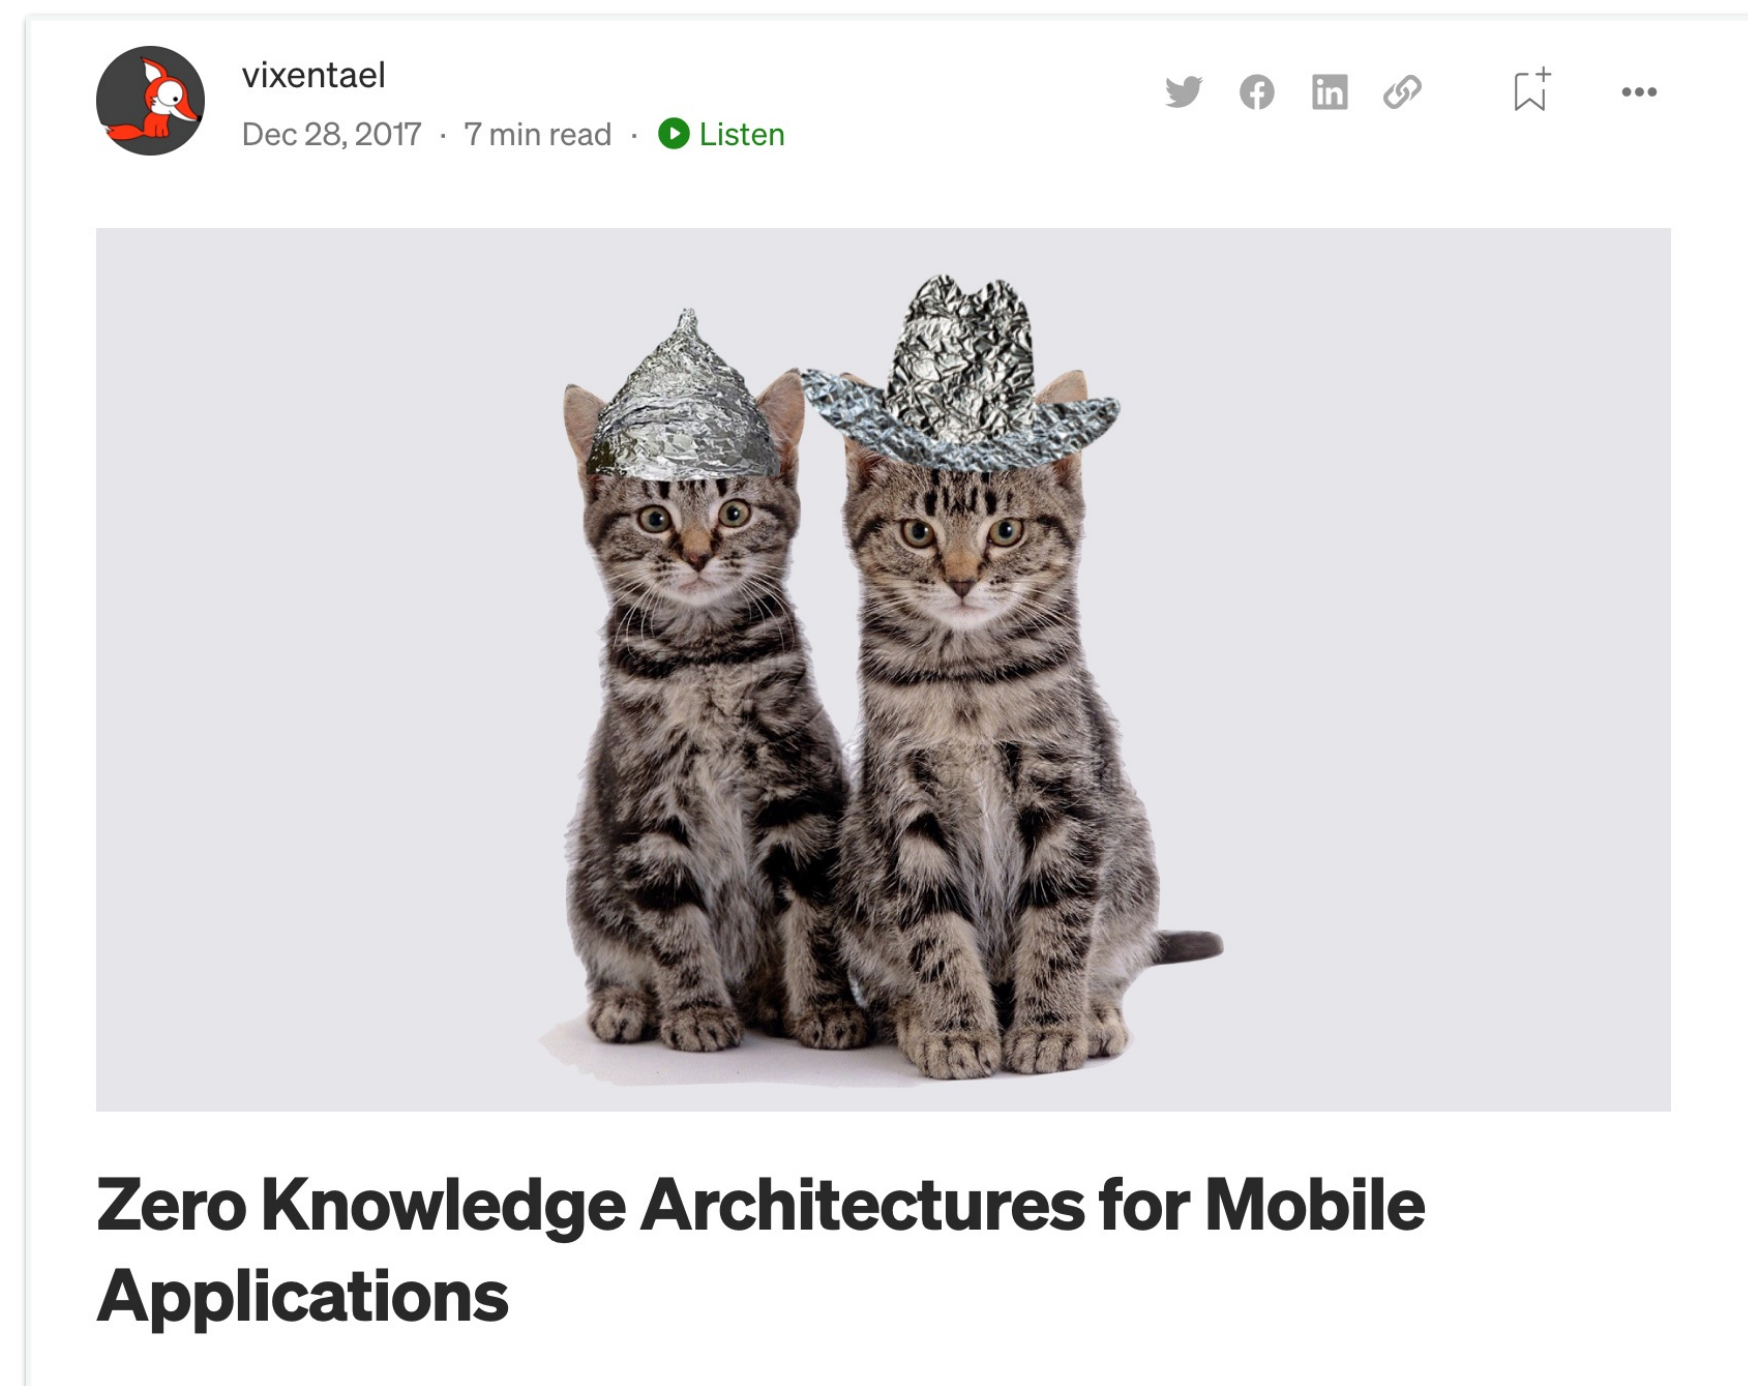 vixentael
Dec 28, 2017 · 7 min read · Listen
Zero Knowledge Architectures for Mobile
Applications